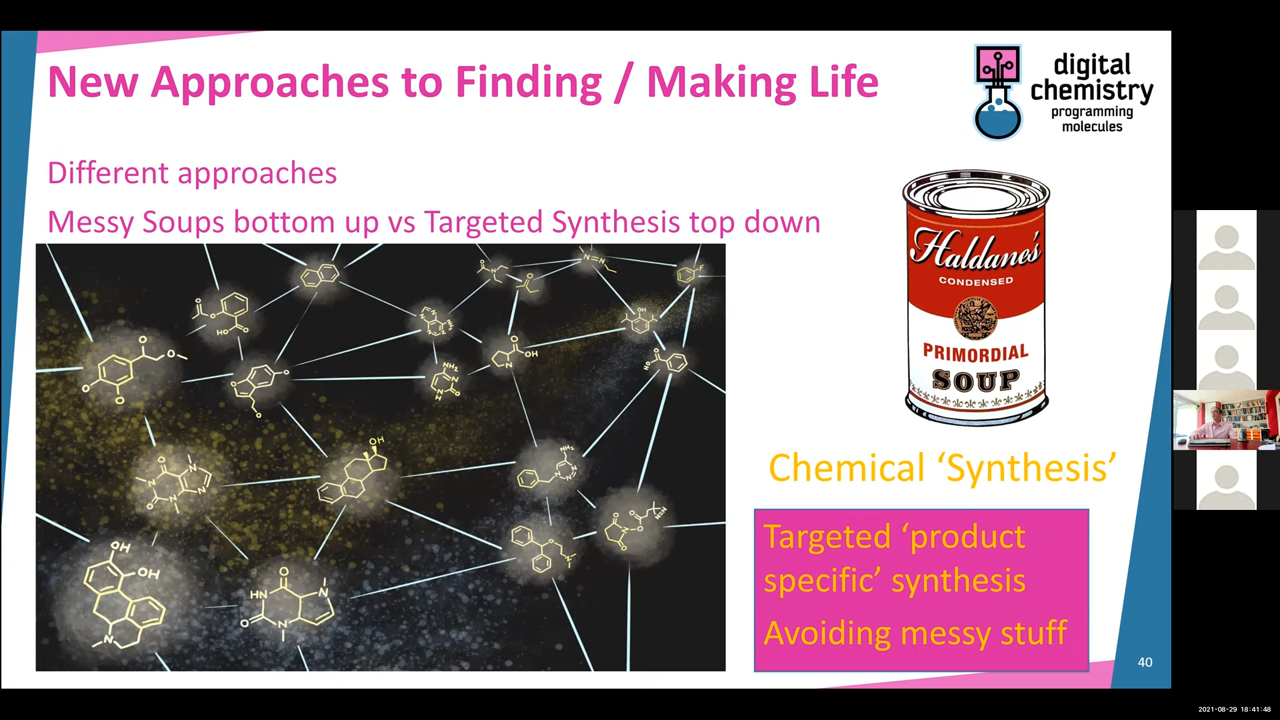 New Approaches to Finding / Making Life
digital
chemistry
programming
molecules
Different approaches
Messy Soups bottom up vs Targeted Synthesis top down
Haldane's
CONDENSED
PRIMORDIAL
SOUP
Chemical ‘Synthesis’
Targeted ‘product
specific’ synthesis
Avoiding messy stuff
40
2021-08-29 18:41:48